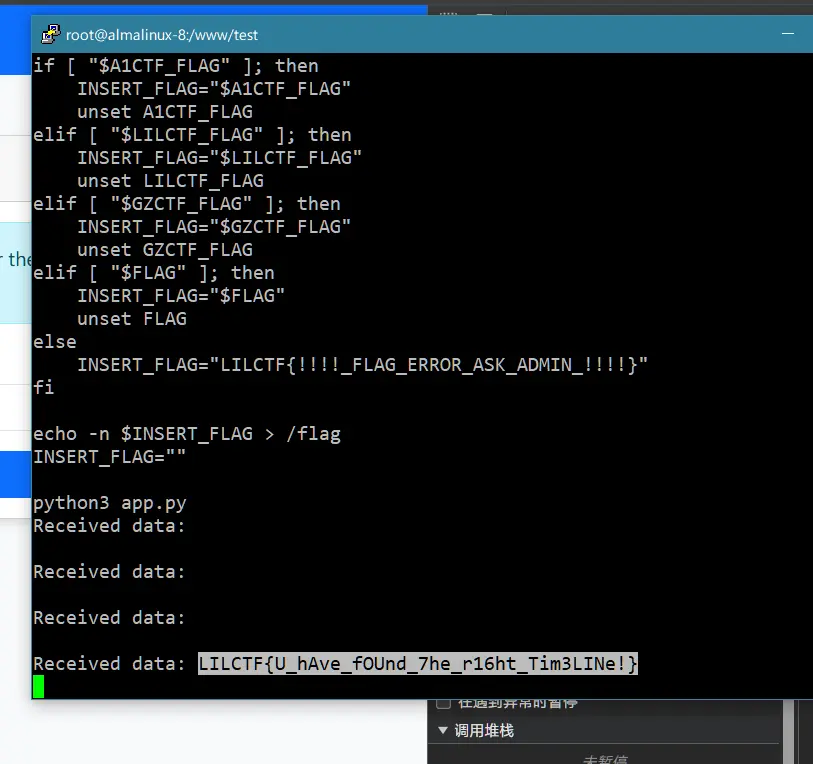 root@almalinux-8:/www/test
if [ "$A1CTF_FLAG" ]; then
    INSERT_FLAG="$A1CTF_FLAG"
    unset A1CTF_FLAG
elif [ "$LILCTF_FLAG" ]; then
    INSERT_FLAG="$LILCTF_FLAG"
    unset LILCTF_FLAG
elif [ "$GZCTF_FLAG" ]; then
    INSERT_FLAG="$GZCTF_FLAG"
    unset GZCTF_FLAG
r the
elif [ "$FLAG" ]; then
    INSERT_FLAG="$FLAG"
    unset FLAG
else
    INSERT_FLAG="LILCTF{!!!!_FLAG_ERROR_ASK_ADMIN_!!!!}"
fi
echo -n $INSERT_FLAG > /flag
INSERT_FLAG=""
python3 app.py
Received data:
Received data:
Received data:
Received data: LILCTF{U_hAve_fOUnd_7he_r16ht_Tim3LINe!}
在遇到异常时暂停
调用堆栈
未暂停